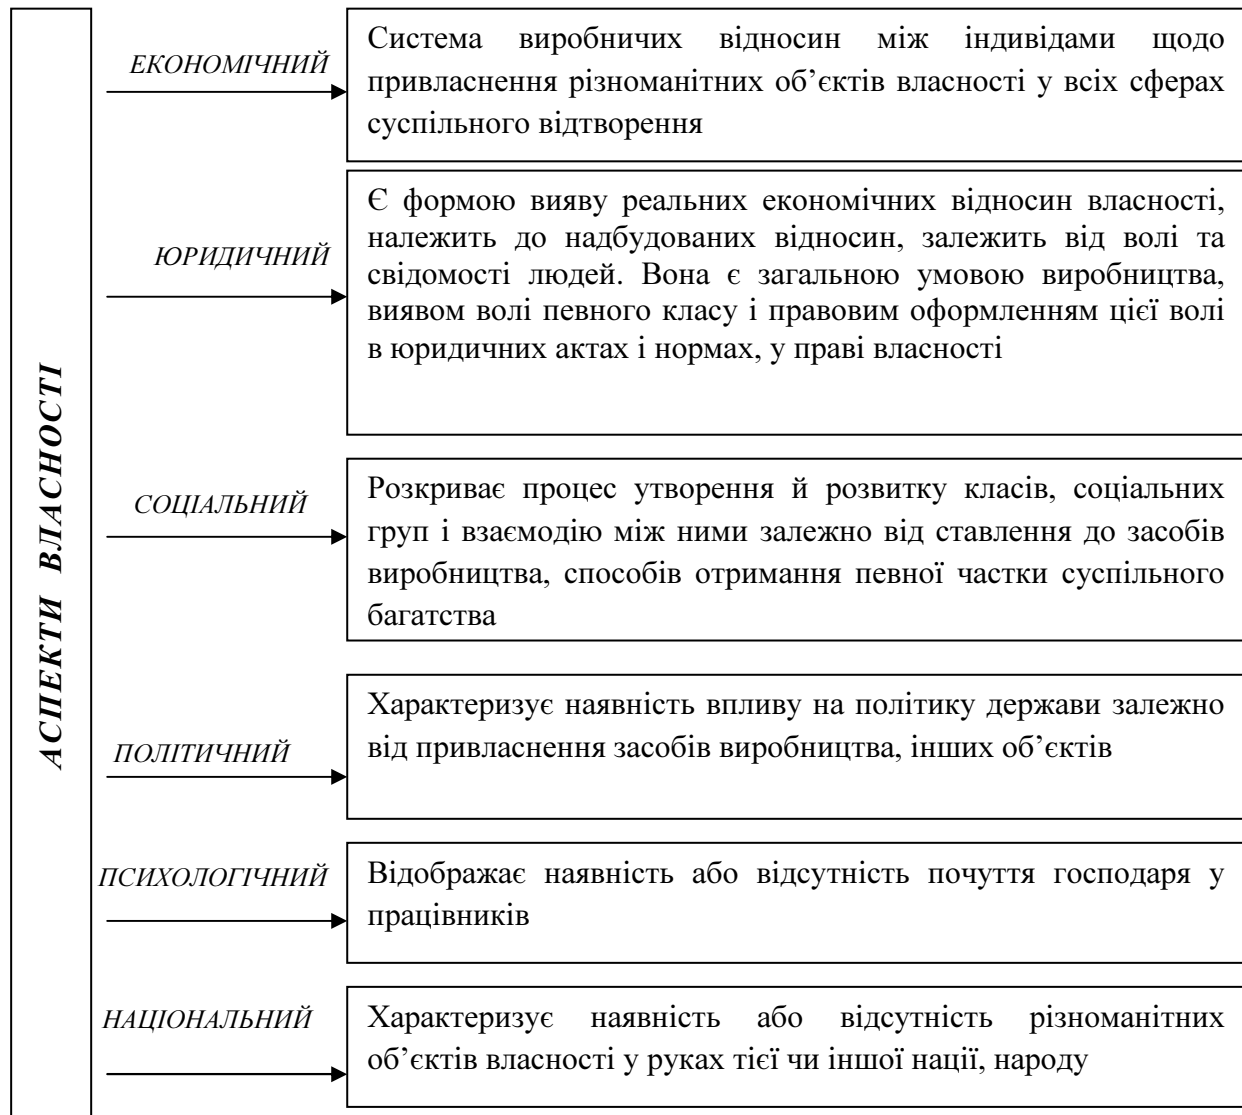 АСПЕКТИ ВЛАСНОСТІ
ЕКОНОМІЧНИЙ
Система виробничих відносин між індивідами щодо
привласнення різноманітних об’єктів власності у всіх сферах
суспільного відтворення
ЮРИДИЧНИЙ
Є формою вияву реальних економічних відносин власності,
належить до надбудованих відносин, залежить від волі та
свідомості людей. Вона є загальною умовою виробництва,
виявом волі певного класу і правовим оформленням цієї волі
в юридичних актах і нормах, у праві власності
СОЦІАЛЬНИЙ
Розкриває процес утворення й розвитку класів, соціальних
груп і взаємодію між ними залежно від ставлення до засобів
виробництва, способів отримання певної частки суспільного
багатства
ПОЛІТИЧНИЙ
Характеризує наявність впливу на політику держави залежно
від привласнення засобів виробництва, інших об’єктів
ПСИХОЛОГІЧНИЙ
Відображає наявність або відсутність почуття господаря у
працівників
НАЦІОНАЛЬНИЙ
Характеризує наявність або відсутність різноманітних
об’єктів власності у руках тієї чи іншої нації, народу